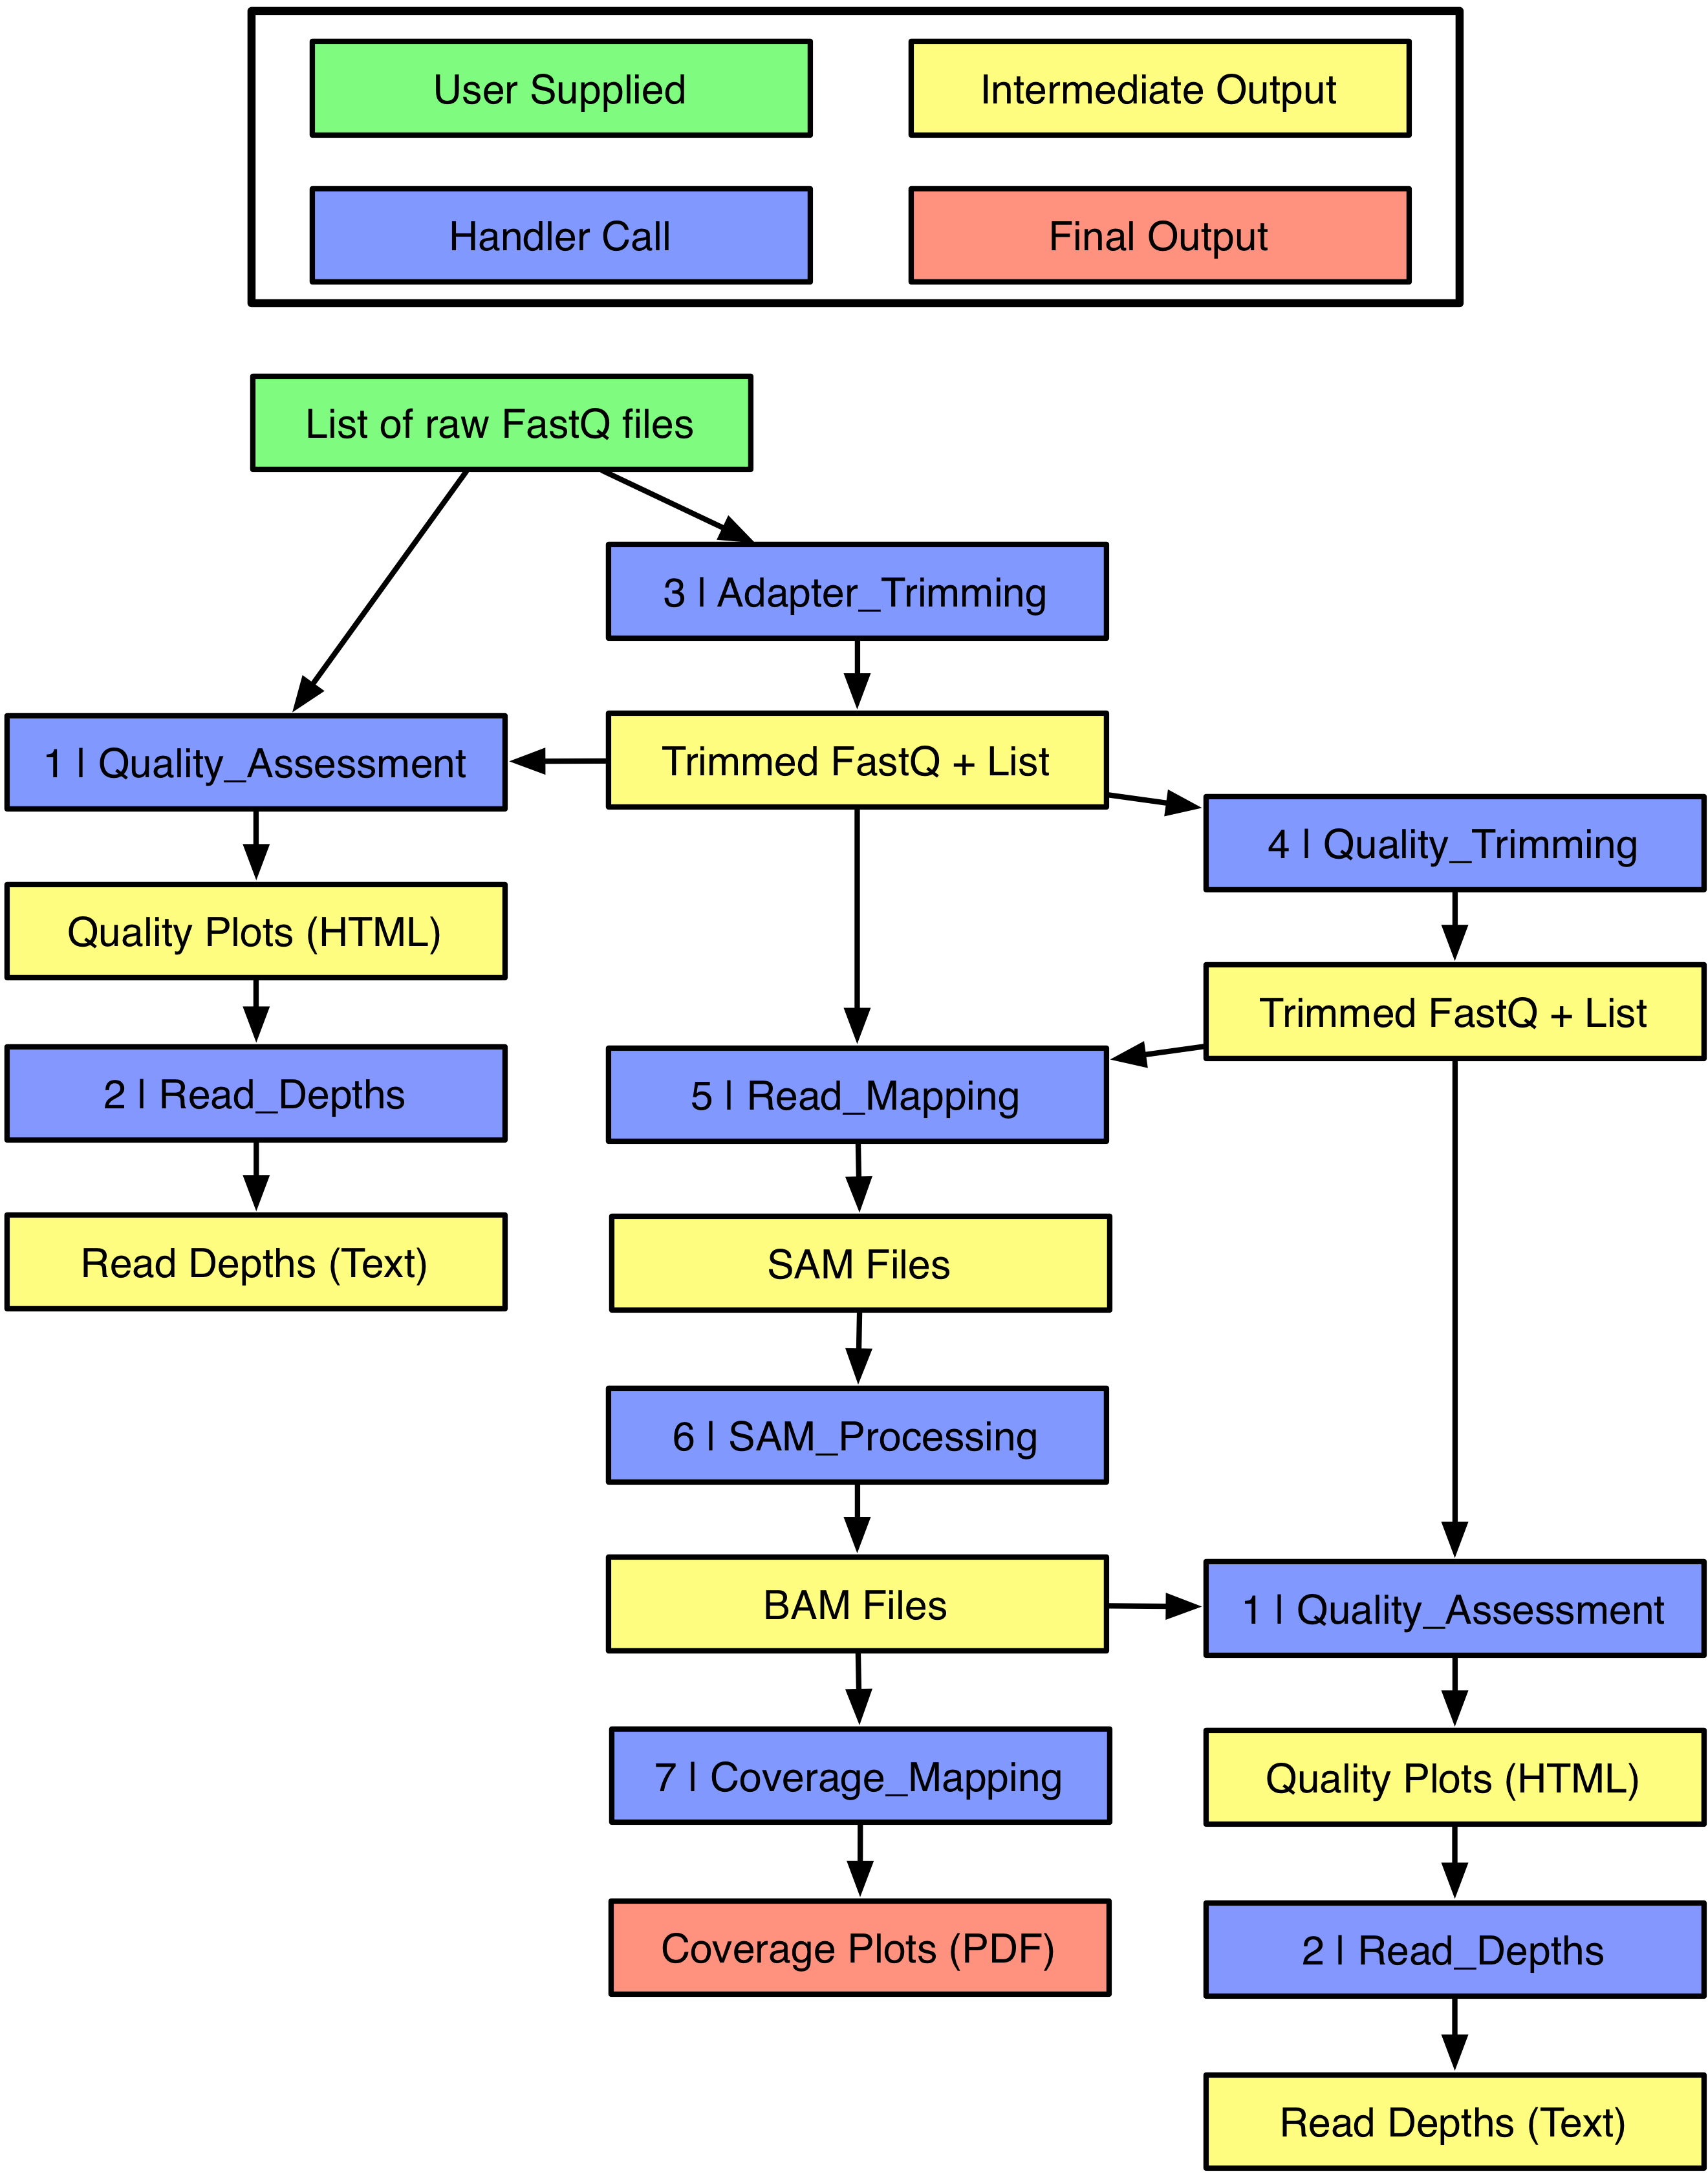 User Supplied
Intermediate Output
Handler Call
Final Output
List of raw FastQ files
3 | Adapter_Trimming
1 | Quality_Assessment
Trimmed FastQ + List
4 | Quality_Trimming
Quality Plots (HTML)
Trimmed FastQ + List
2 | Read_Depths
5 | Read_Mapping
Read Depths (Text)
SAM Files
6 | SAM_Processing
BAM Files
1 | Quality_Assessment
7 | Coverage_Mapping
Quality Plots (HTML)
Coverage Plots (PDF)
2 | Read_Depths
Read Depths (Text)